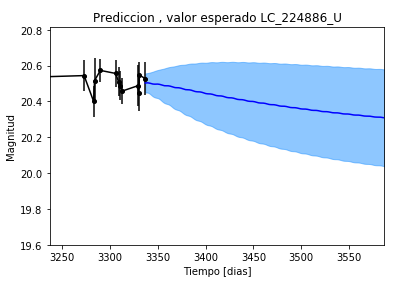 Prediccion , valor esperado LC_224886_U
20.8
20.6
20.4
20.2
20.0
19.8
19.6
Magnitud
3250 3300 3350 3400 3450 3500 3550
Tiempo [dias]